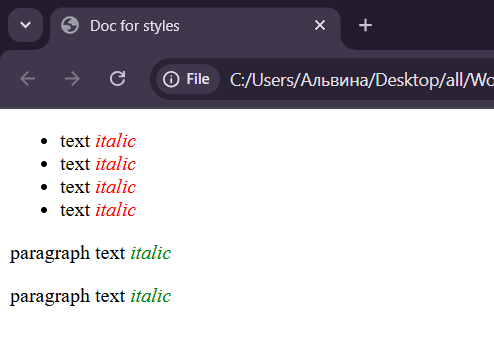 Doc for styles
File C:/Users/Альвина/Desktop/all/Wo
text italic
text italic
text italic
text italic
paragraph text italic
paragraph text italic